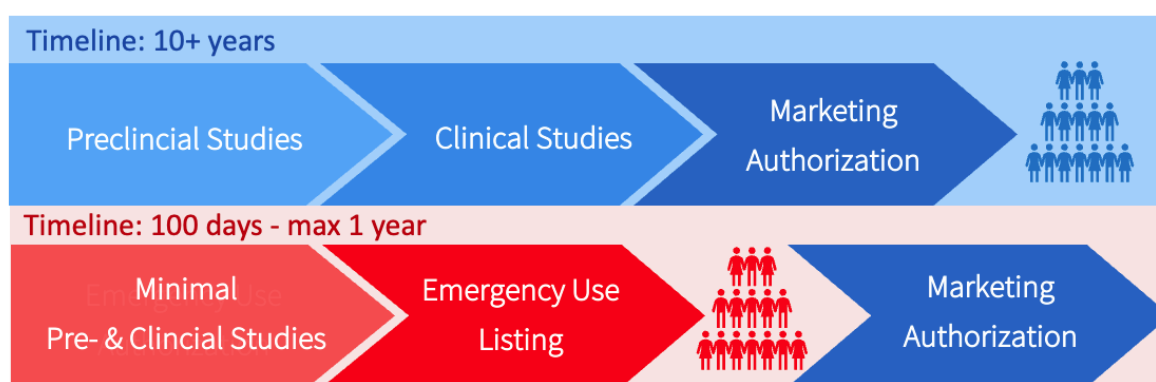 Timeline: 10+ years
Preclincial Studies
Clinical Studies
Marketing
Authorization
Timeline: 100 days - max 1 year
Minimal
Pre- & Clincial Studies
Emergency Use
Listing
Marketing
Authorization